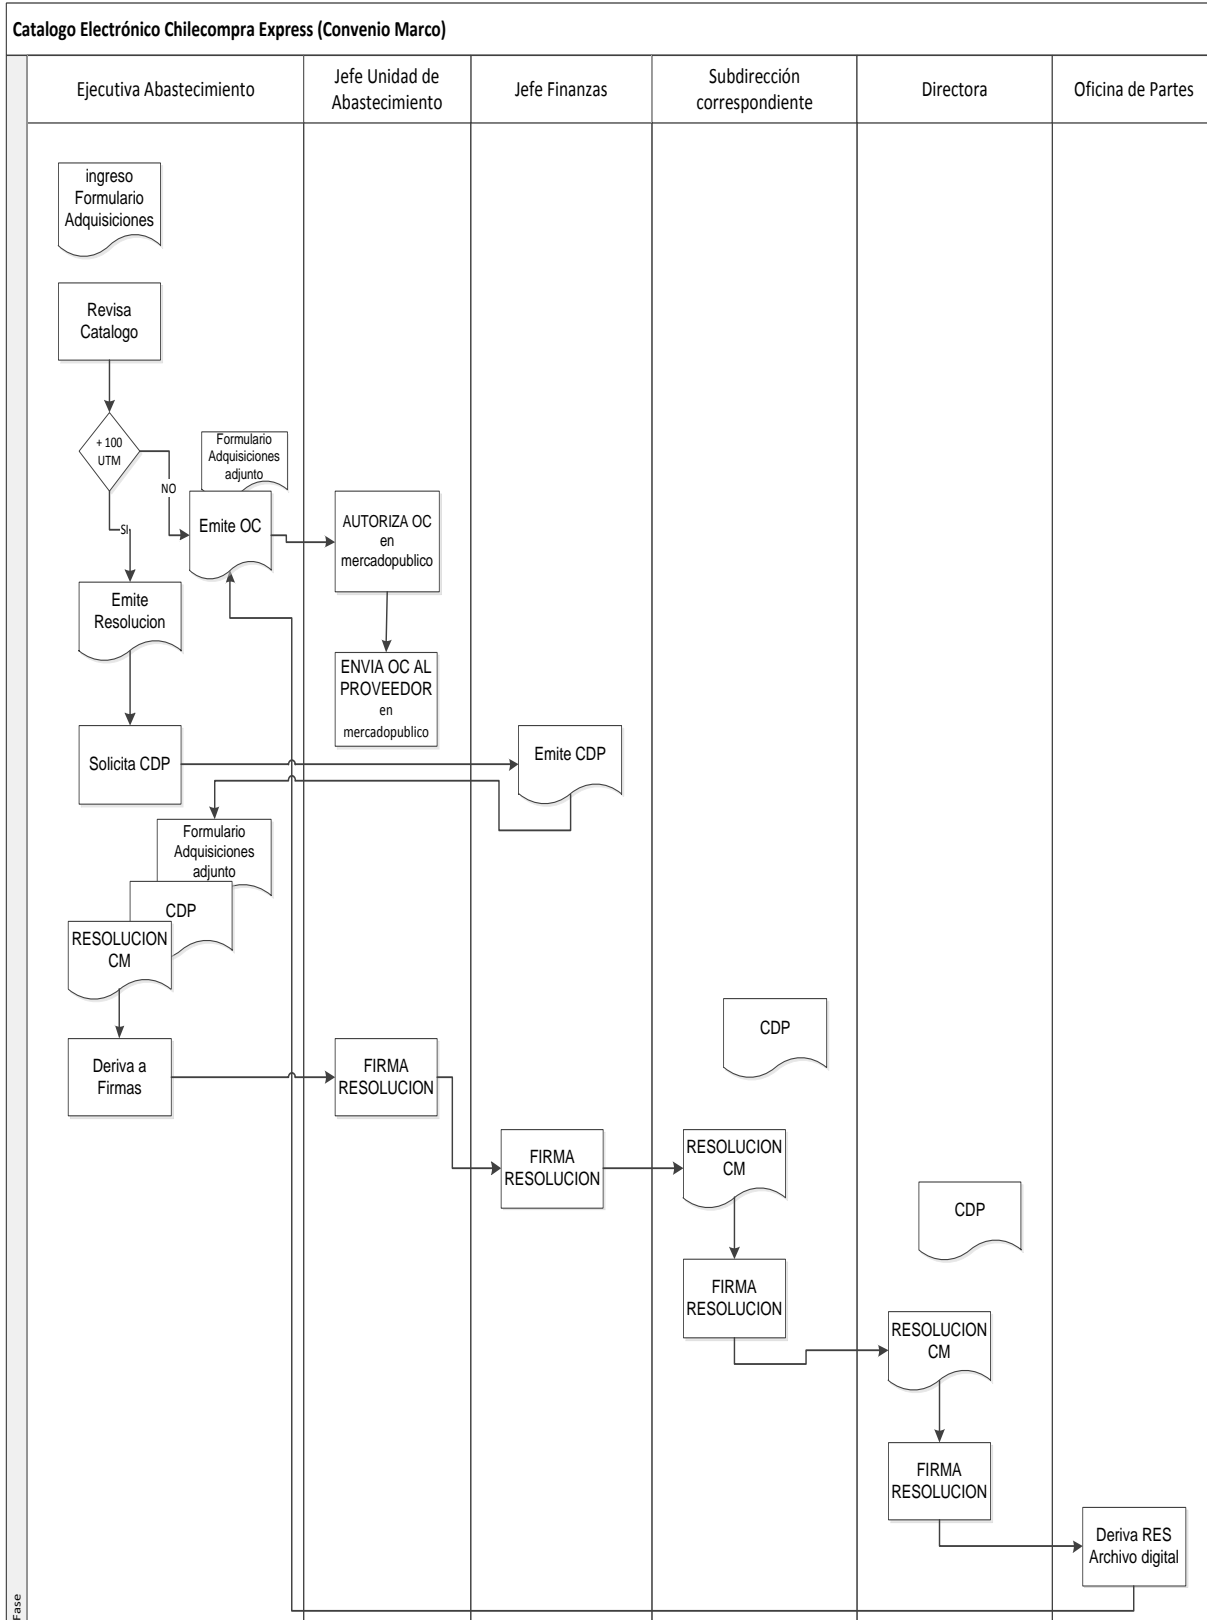 Catalogo Electrónico Chilecompra Express (Convenio Marco)
Ejecutiva Abastecimiento
Jefe Unidad de
Abastecimiento
Jefe Finanzas
Subdirección
correspondiente
Directora
Oficina de Partes
ingreso
Formulario
Adquisiciones
Revisa
Catalogo
+ 100
UTM
NO
SI
Formulario
Adquisiciones
adjunto
Emite OC
AUTORIZA OC
en
mercadopublico
Emite
Resolucion
ENVIA OC AL
PROVEEDOR
en
mercadopublico
Solicita CDP
Emite CDP
Formulario
Adquisiciones
adjunto
CDP
RESOLUCION
CM
Deriva a
Firmas
FIRMA
RESOLUCION
FIRMA
RESOLUCION
CDP
RESOLUCION
CM
FIRMA
RESOLUCION
CDP
RESOLUCION
CM
FIRMA
RESOLUCION
Deriva RES
Archivo digital
Fase